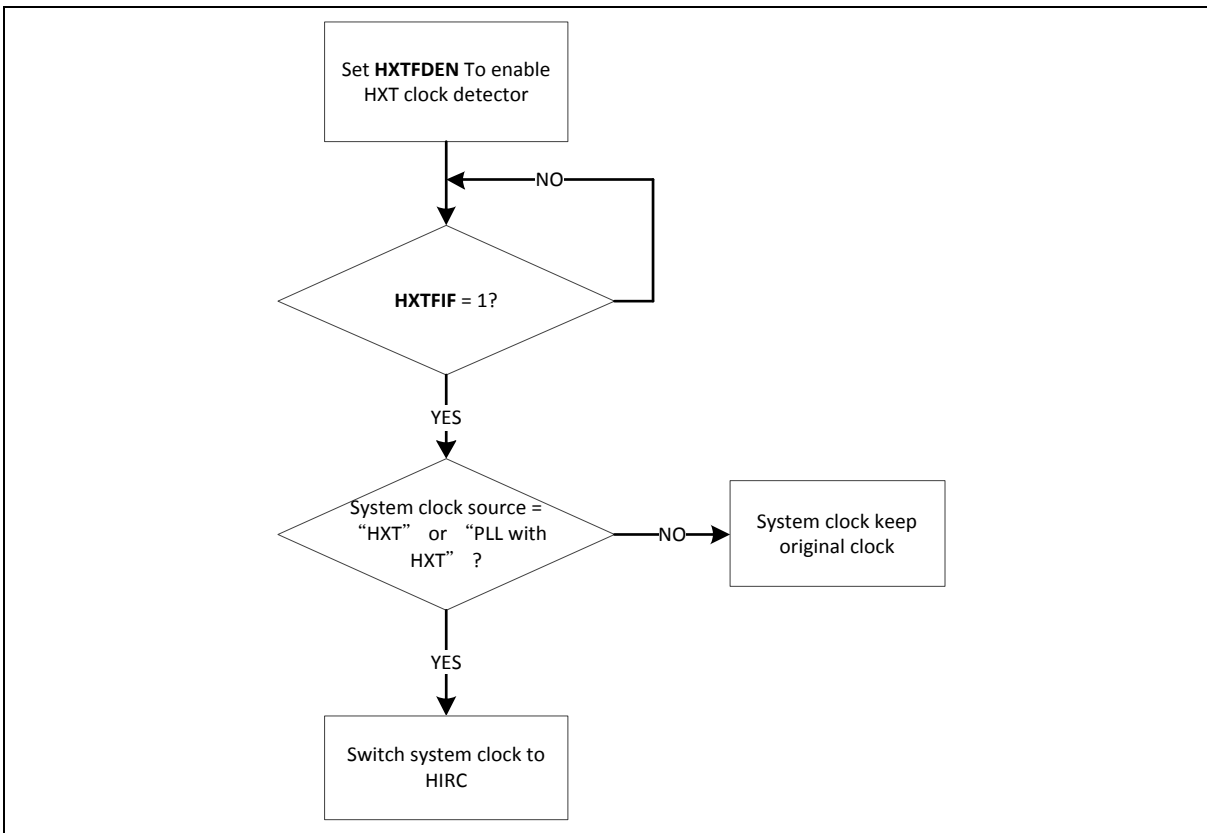 Set HXTFDEN To enable
HXT clock detector
NO
HXTFIF = 1?
YES
System clock source =
“HXT” or “PLL with
HXT” ?
NO
System clock keep
original clock
YES
Switch system clock to
HIRC